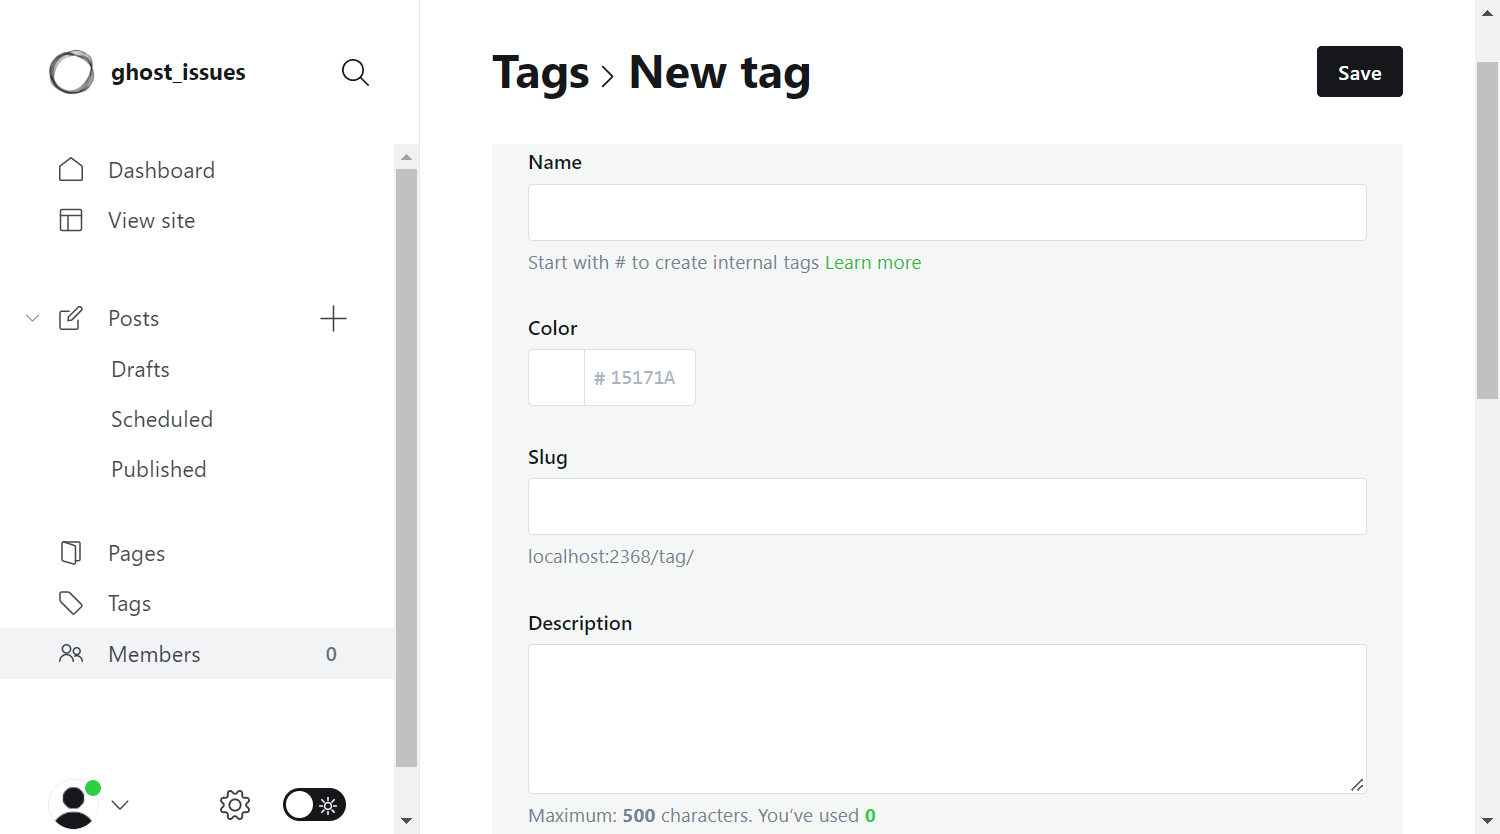 ghost_issues
Dashboard
View site
Posts
Drafts
Scheduled
Published
Pages
Tags
Members 0
Tags > New tag
Save
Name
Start with # to create internal tags Learn more
Color
# 15171A
Slug
localhost:2368/tag/
Description
Maximum: 500 characters. You’ve used 0